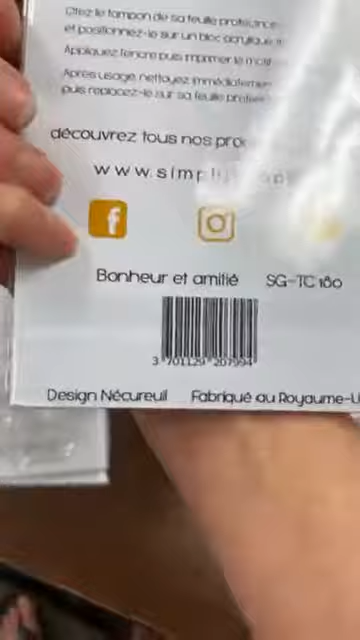 Ôtez le tampon de sa feuille protectrice
et positionnez-le sur un bloc acrylique
Appliquez l'encre puis imprimer le motif
Après usage, nettoyez immédiatement
puis replacez-le sur sa feuille
découvrez tous nos pro
www.simpl
f
Bonheur et amitié SG-TC 180
3 701129 207994
Design Nécureuil Fabriqué au Royaume-U